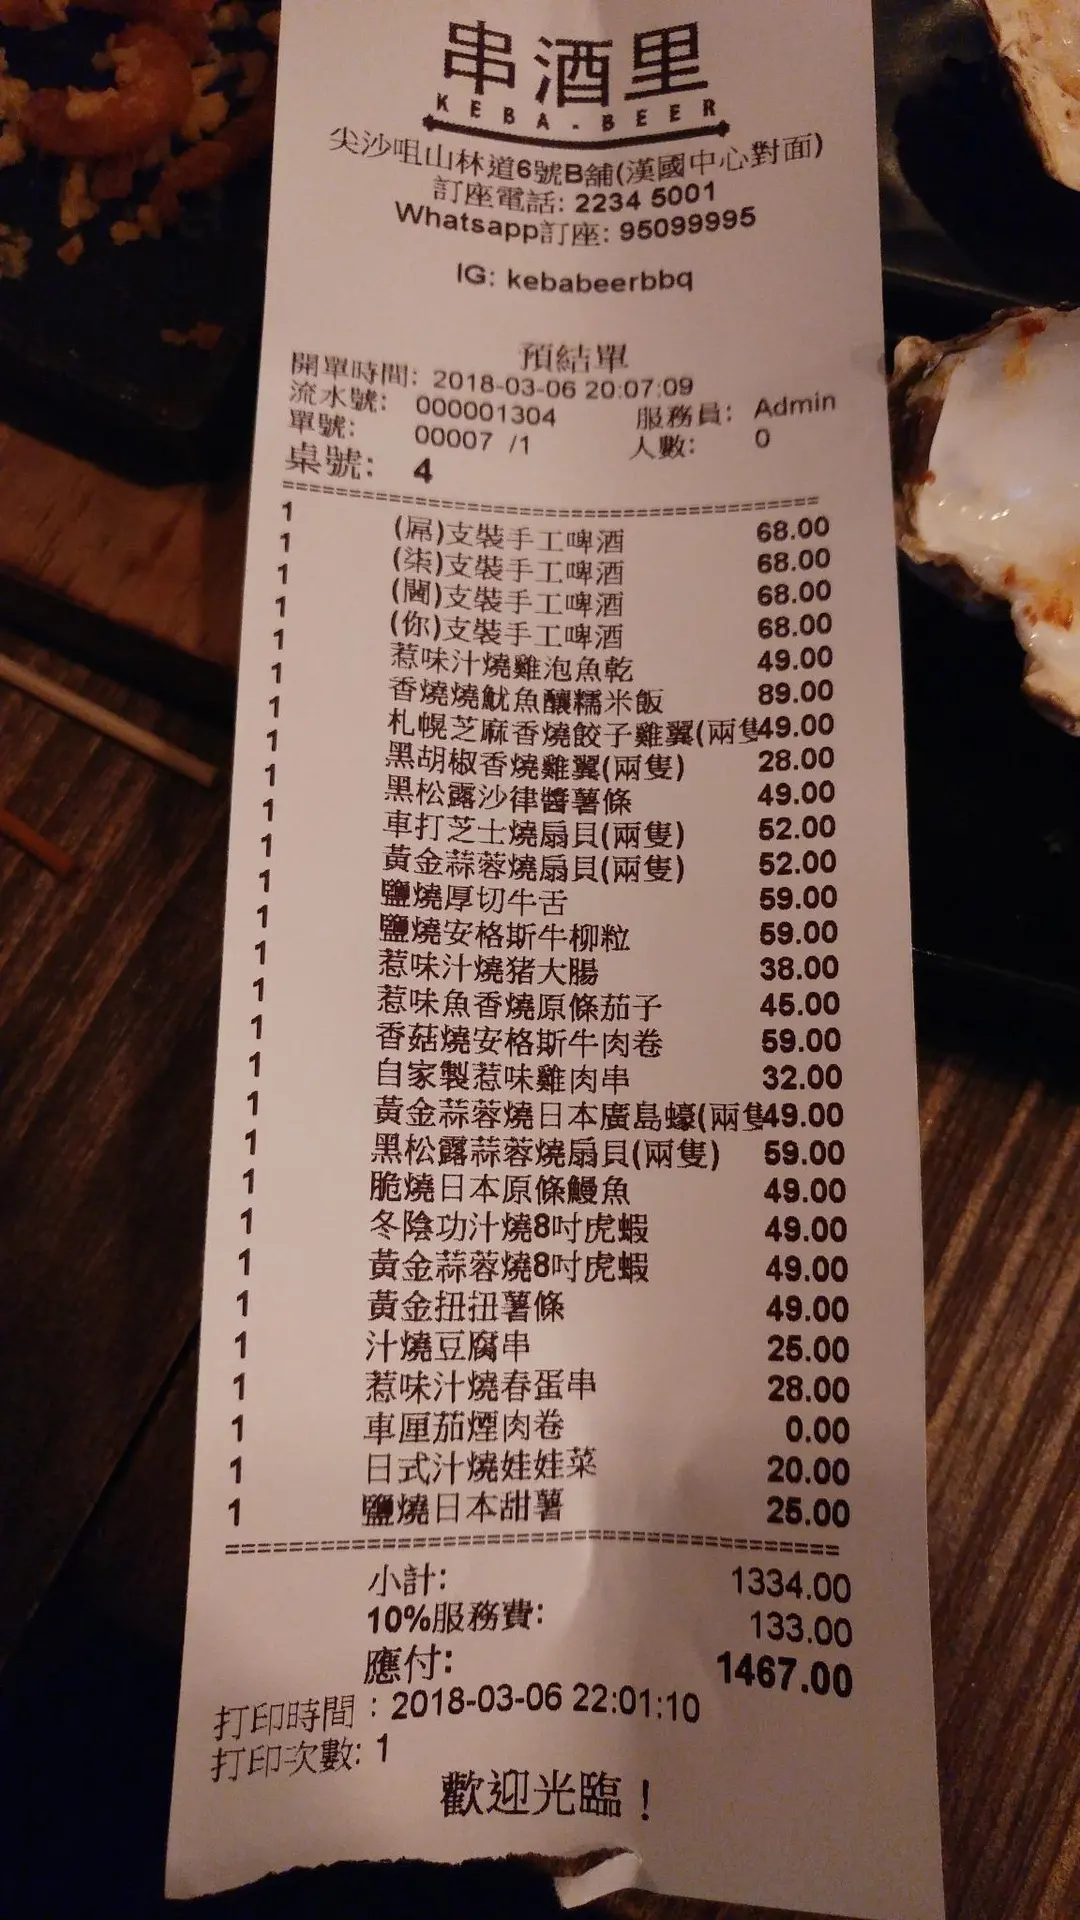 串酒里
KEBA-BEER
尖沙咀山林道6號B舖(漢國中心對面)
訂座電話: 2234 5001
Whatsapp訂座: 95099995
IG: kebabeerbbq
預結單
開單時間: 2018-03-06 20:07:09
流水號: 000001304 服務員: Admin
單號: 00007 /1 人數: 0
桌號: 4
1 (屌)支裝手工啤酒 68.00
1 (柒)支裝手工啤酒 68.00
1 (閪)支裝手工啤酒 68.00
1 (你)支裝手工啤酒 68.00
1 惹味汁燒雞泡魚乾 49.00
1 香燒燒魷魚釀糯米飯 89.00
1 札幌芝麻香燒餃子雞翼(兩隻 49.00
1 黑胡椒香燒雞翼(兩隻) 28.00
1 黑松露沙律醬薯條 49.00
1 車打芝士燒扇貝(兩隻) 52.00
1 黃金蒜蓉燒扇貝(兩隻) 52.00
1 鹽燒厚切牛舌 59.00
1 鹽燒安格斯牛柳粒 59.00
1 惹味汁燒猪大腸 38.00
1 惹味魚香燒原條茄子 45.00
1 香菇燒安格斯牛肉卷 59.00
1 自家製惹味雞肉串 32.00
1 黃金蒜蓉燒日本廣島蠔(兩隻 49.00
1 黑松露蒜蓉燒扇貝(兩隻) 59.00
1 脆燒日本原條鰻魚 49.00
1 冬陰功汁燒8吋虎蝦 49.00
1 黃金蒜蓉燒8吋虎蝦 49.00
1 黃金扭扭薯條 49.00
1 汁燒豆腐串 25.00
1 惹味汁燒春蛋串 28.00
1 車厘茄煙肉卷 0.00
1 日式汁燒娃娃菜 20.00
1 鹽燒日本甜薯 25.00
小計: 1334.00
10%服務費: 133.00
應付: 1467.00
打印時間：2018-03-06 22:01:10
打印次數: 1
歡迎光臨！